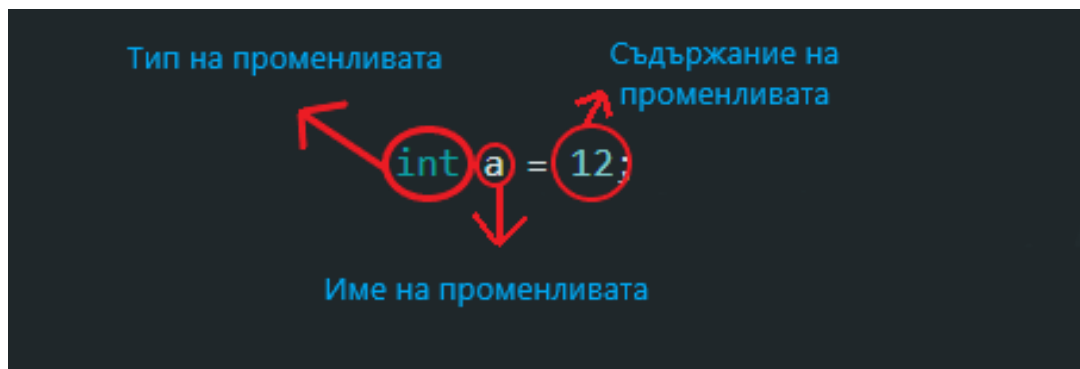 Тип на променливата
Съдържание на
променливата
int a = 12;
Име на променливата